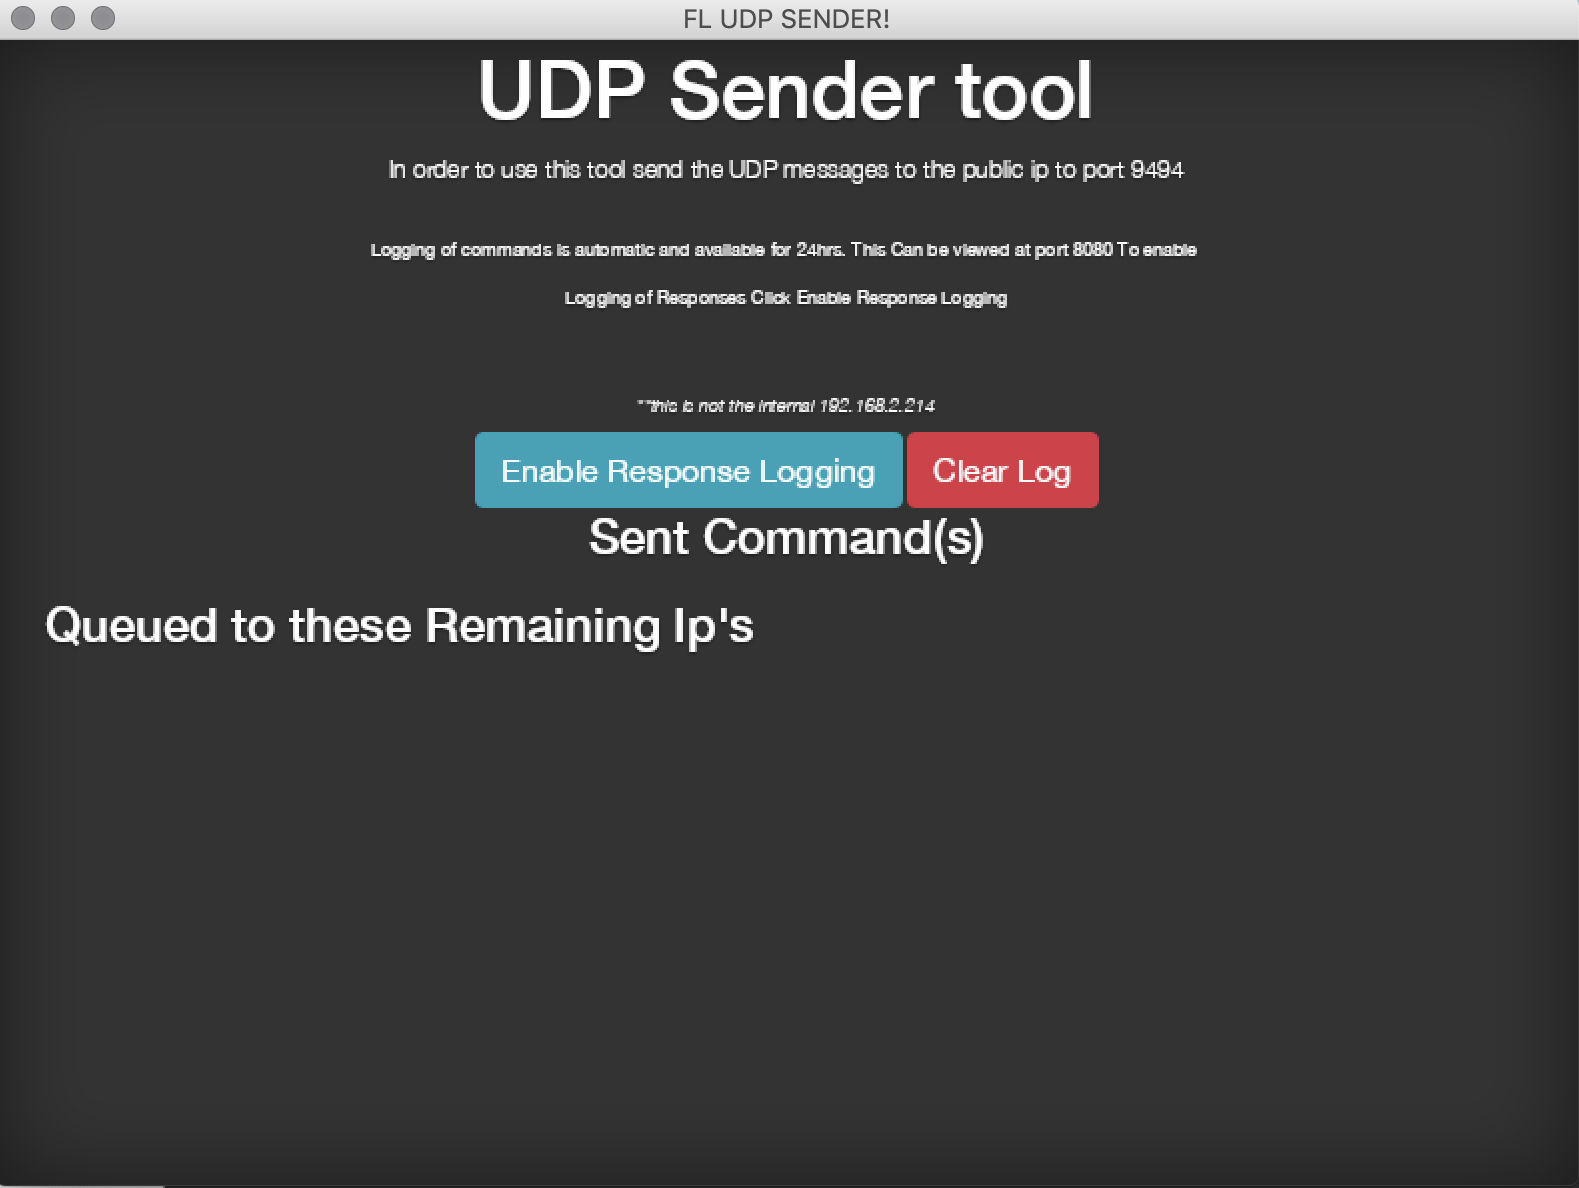 FL UDP SENDER!
UDP Sender tool
In order to use this tool send the UDP messages to the public ip to port 9494
Logging of commands is automatic and available for 24hrs. This Can be viewed at port 8080 To enable
Logging of Responses Click Enable Response Logging
**this is not the internal 192.168.2.214
Enable Response Logging Clear Log
Sent Command(s)
Queued to these Remaining Ip's